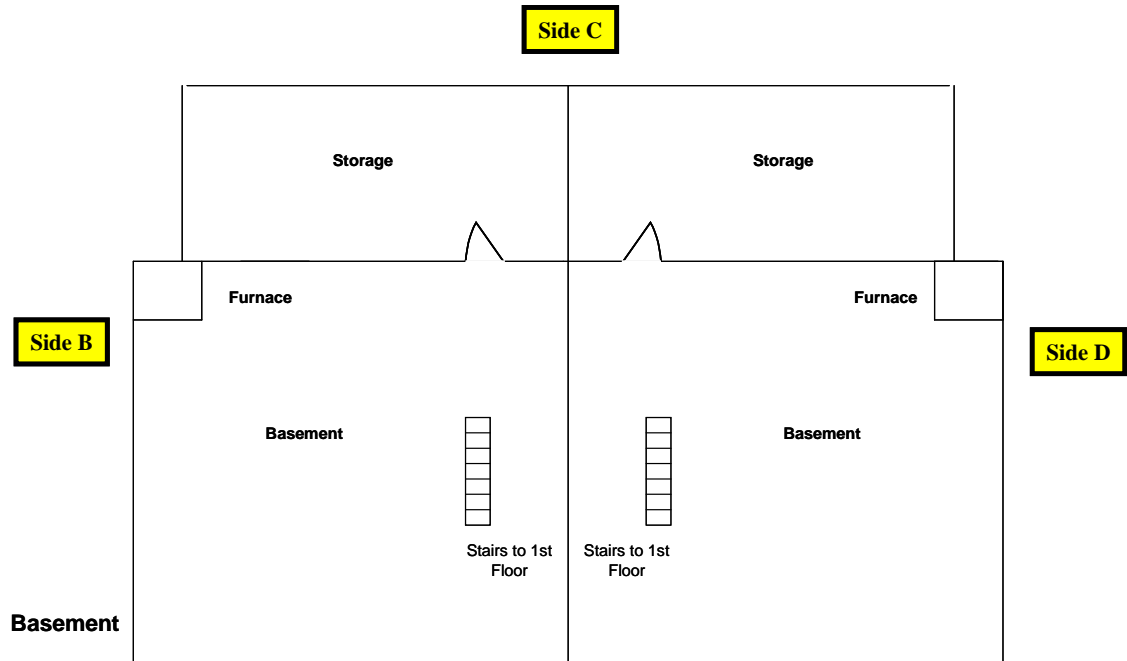 Side C
Storage
Storage
Furnace
Furnace
Side B
Side D
Basement
Basement
Stairs to 1st
Floor
Stairs to 1st
Floor
Basement